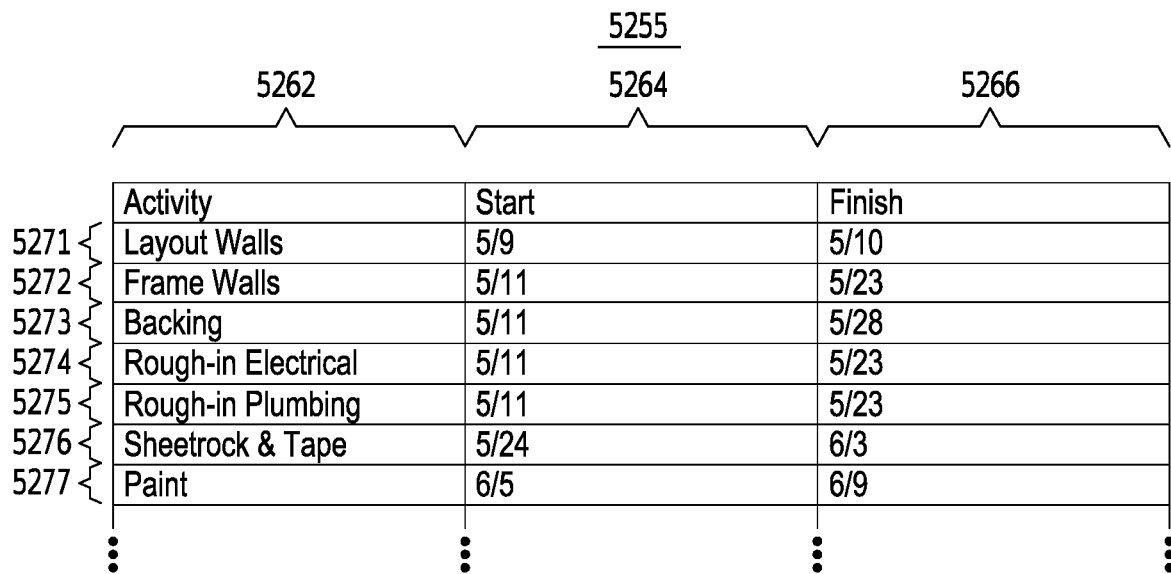 5255
5262 5264 5266
Activity Start Finish
5271 Layout Walls 5/9 5/10
5272 Frame Walls 5/11 5/23
5273 Backing 5/11 5/28
5274 Rough-in Electrical 5/11 5/23
5275 Rough-in Plumbing 5/11 5/23
5276 Sheetrock & Tape 5/24 6/3
5277 Paint 6/5 6/9